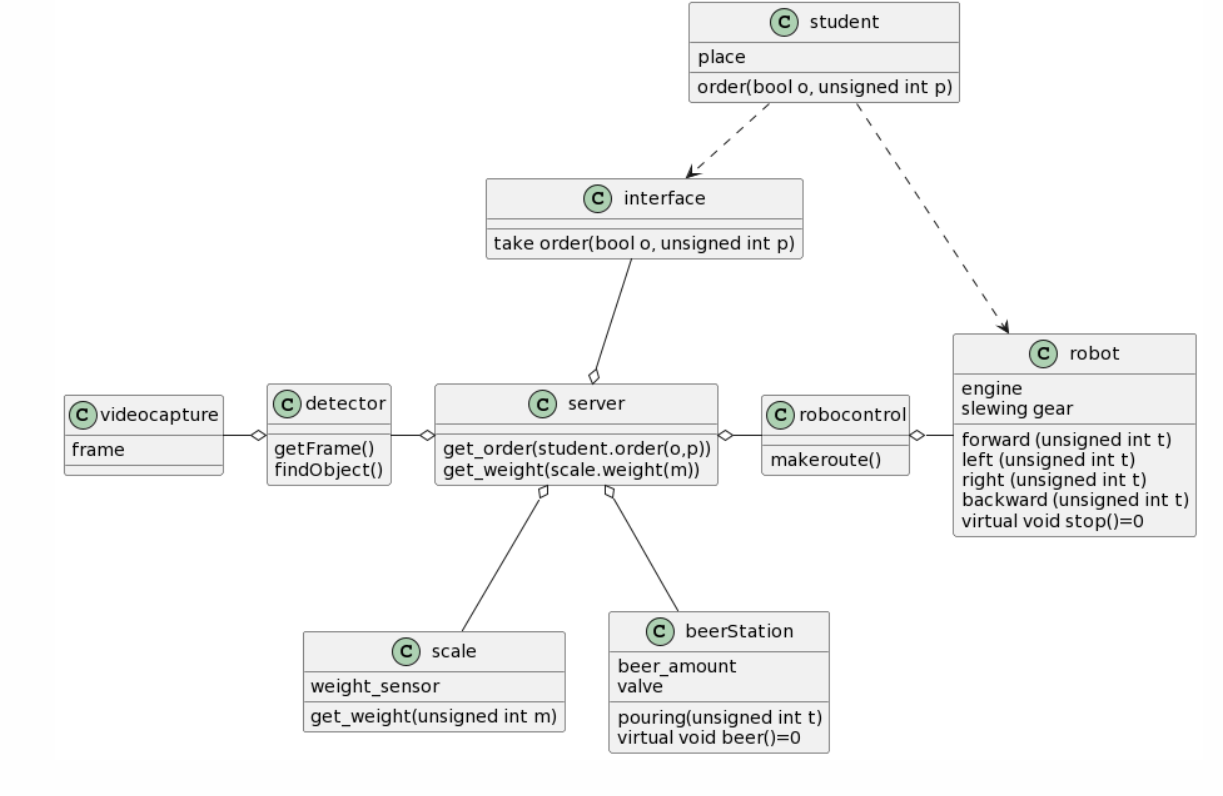 C student
place
order(bool o, unsigned int p)
C interface
take order(bool o, unsigned int p)
C videocapture
frame
C detector
getFrame()
findObject()
C server
get_order(student.order(o,p))
get_weight(scale.weight(m))
C robocontrol
makeroute()
C robot
engine
slewing gear
forward (unsigned int t)
left (unsigned int t)
right (unsigned int t)
backward (unsigned int t)
virtual void stop()=0
C scale
weight_sensor
get_weight(unsigned int m)
C beerStation
beer_amount
valve
pouring(unsigned int t)
virtual void beer()=0